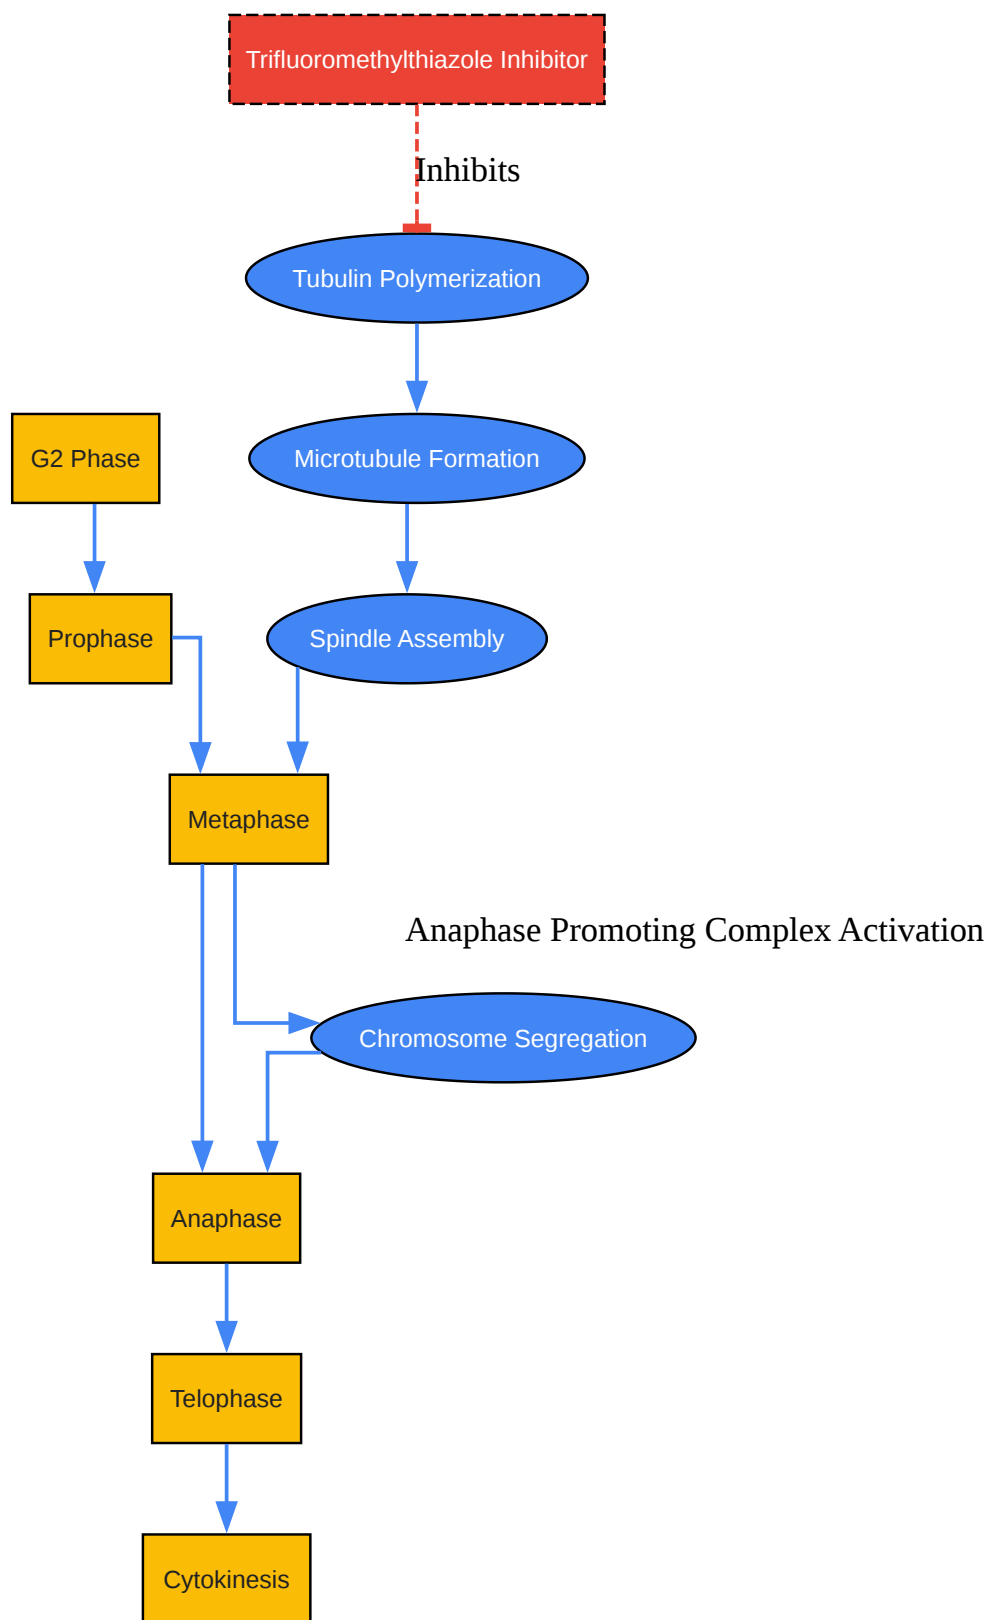 Trifluoromethylthiazole Inhibitor
Inhibits
Tubulin Polymerization
G2 Phase
Microtubule Formation
Prophase
Spindle Assembly
Metaphase
Anaphase Promoting Complex Activation
Chromosome Segregation
Anaphase
Telophase
Cytokinesis